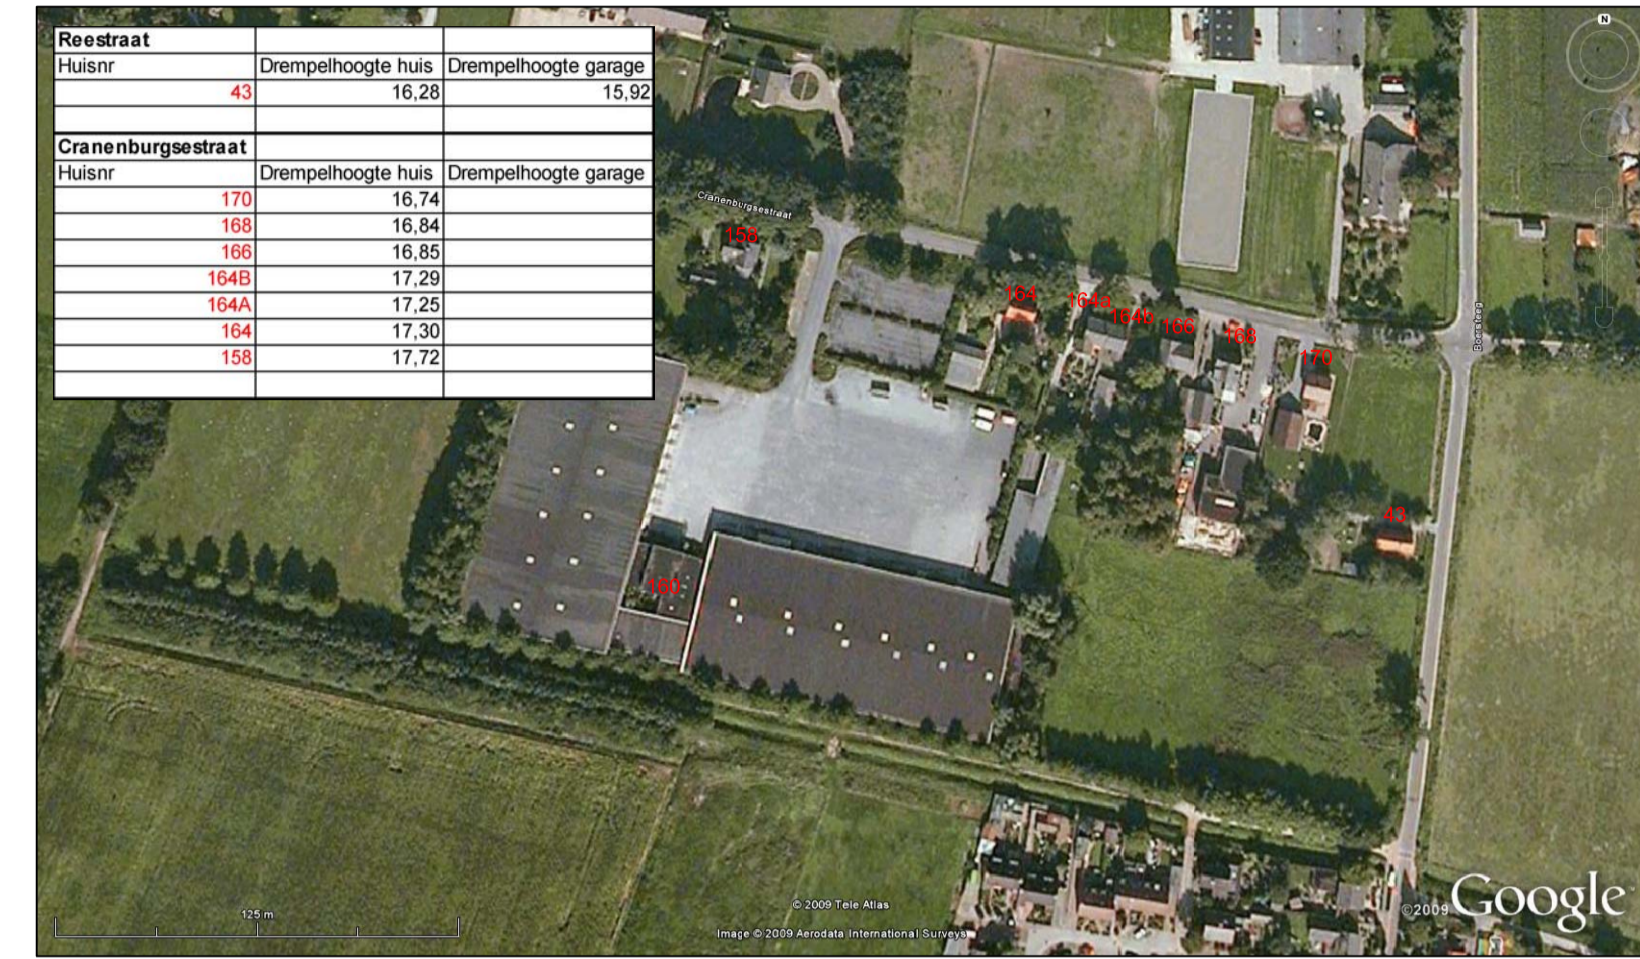 Reestraat
Huisnr Drempelhoogte huis Drempelhoogte garage
43 16,28 15,92
Cranenburgsestraat
Huisnr Drempelhoogte huis Drempelhoogte garage
170 16,74
168 16,84
166 16,85
164B 17,29
164A 17,25
164 17,30
158 17,72
N
Cranenburgsestraat
158
164
164a
164b
166
168
170
Boersteeg
43
160
125 m
© 2009 Tele Atlas
Image © 2009 Aerodata International Surveys
©2009 Google